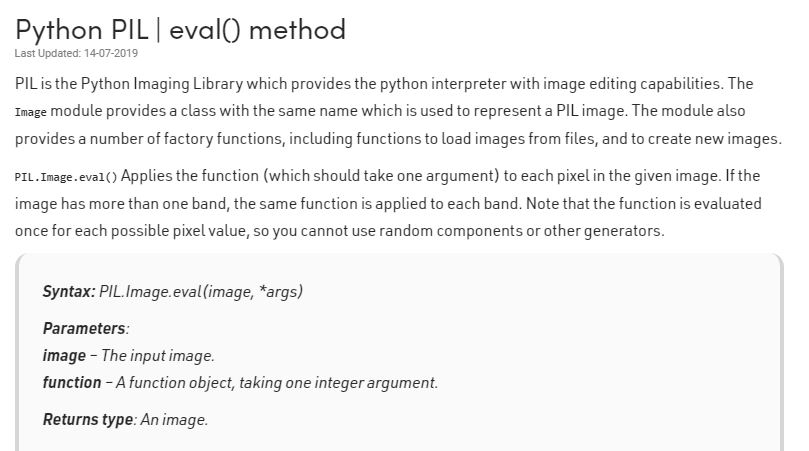 Python PIL | eval() method
Last Updated: 14-07-2019
PIL is the Python Imaging Library which provides the python interpreter with image editing capabilities. The
Image module provides a class with the same name which is used to represent a PIL image. The module also
provides a number of factory functions, including functions to load images from files, and to create new images.
PIL.Image.eval() Applies the function (which should take one argument) to each pixel in the given image. If the
image has more than one band, the same function is applied to each band. Note that the function is evaluated
once for each possible pixel value, so you cannot use random components or other generators.
Syntax: PIL.Image.eval(image, *args)
Parameters:
image – The input image.
function – A function object, taking one integer argument.
Returns type: An image.